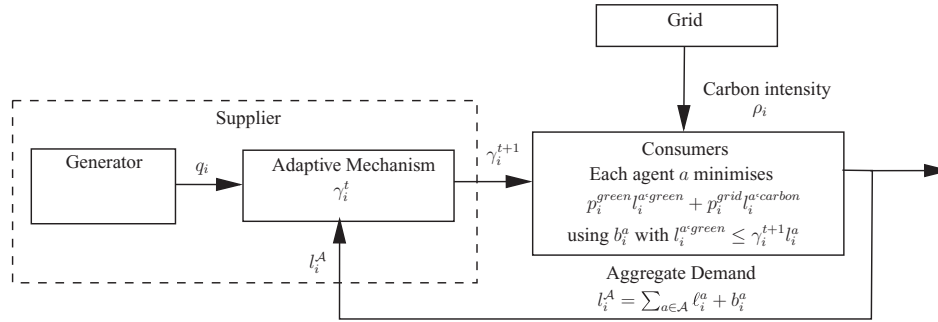 Grid
Carbon intensity
ρ_i
Supplier
Generator
q_i
Adaptive Mechanism
γ_i^t
γ_i^{t+1}
Consumers
Each agent a minimises
p_i^{green} l_i^{a,green} + p_i^{grid} l_i^{a,carbon}
using b_i^a with l_i^{a,green} ≤ γ_i^{t+1} l_i^a
l_i^𝒜
Aggregate Demand
l_i^𝒜 = ∑_{a∈𝒜} ℓ_i^a + b_i^a